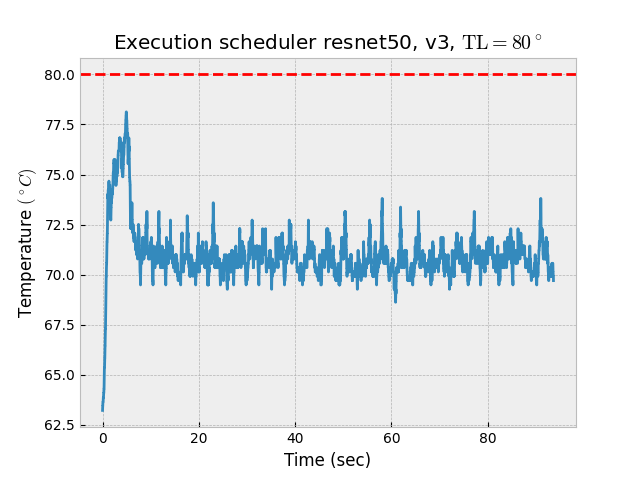 Execution scheduler resnet50, v3, TL = 80°
80.0
77.5
75.0
72.5
70.0
67.5
65.0
62.5
Temperature (°C)
0 20 40 60 80
Time (sec)